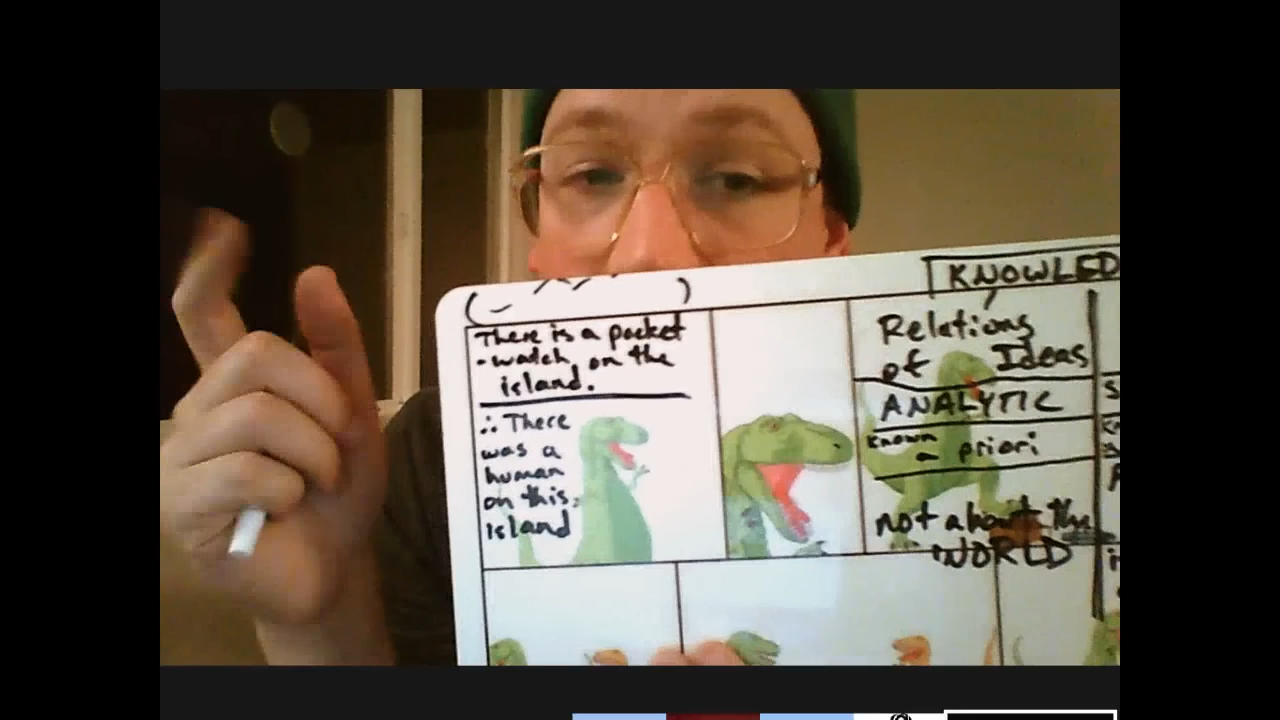 There is a pocket
-watch on the
island.
∴ There
was a
human
on this
island
KNOWLED
Relations
of Ideas
ANALYTIC
known
a priori
not about the
WORLD